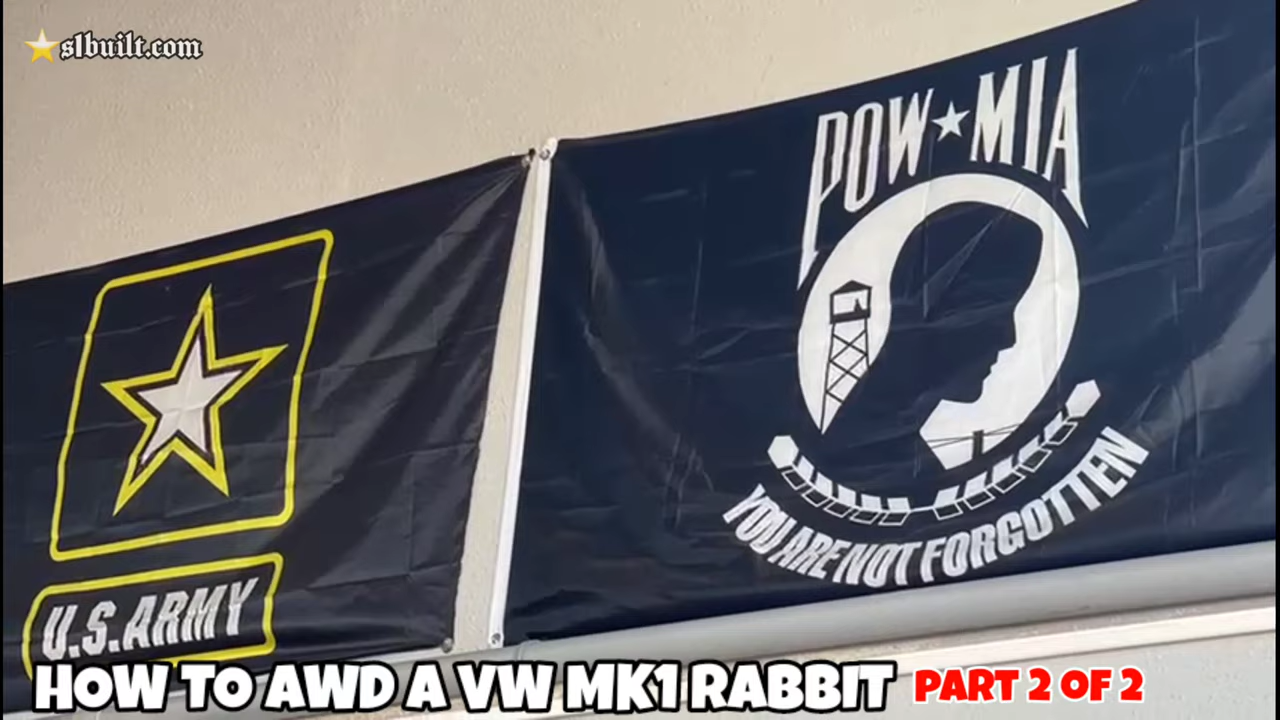 s1built.com
POW★MIA
YOU ARE NOT FORGOTTEN
U.S.ARMY
HOW TO AWD A VW MK1 RABBIT PART 2 OF 2